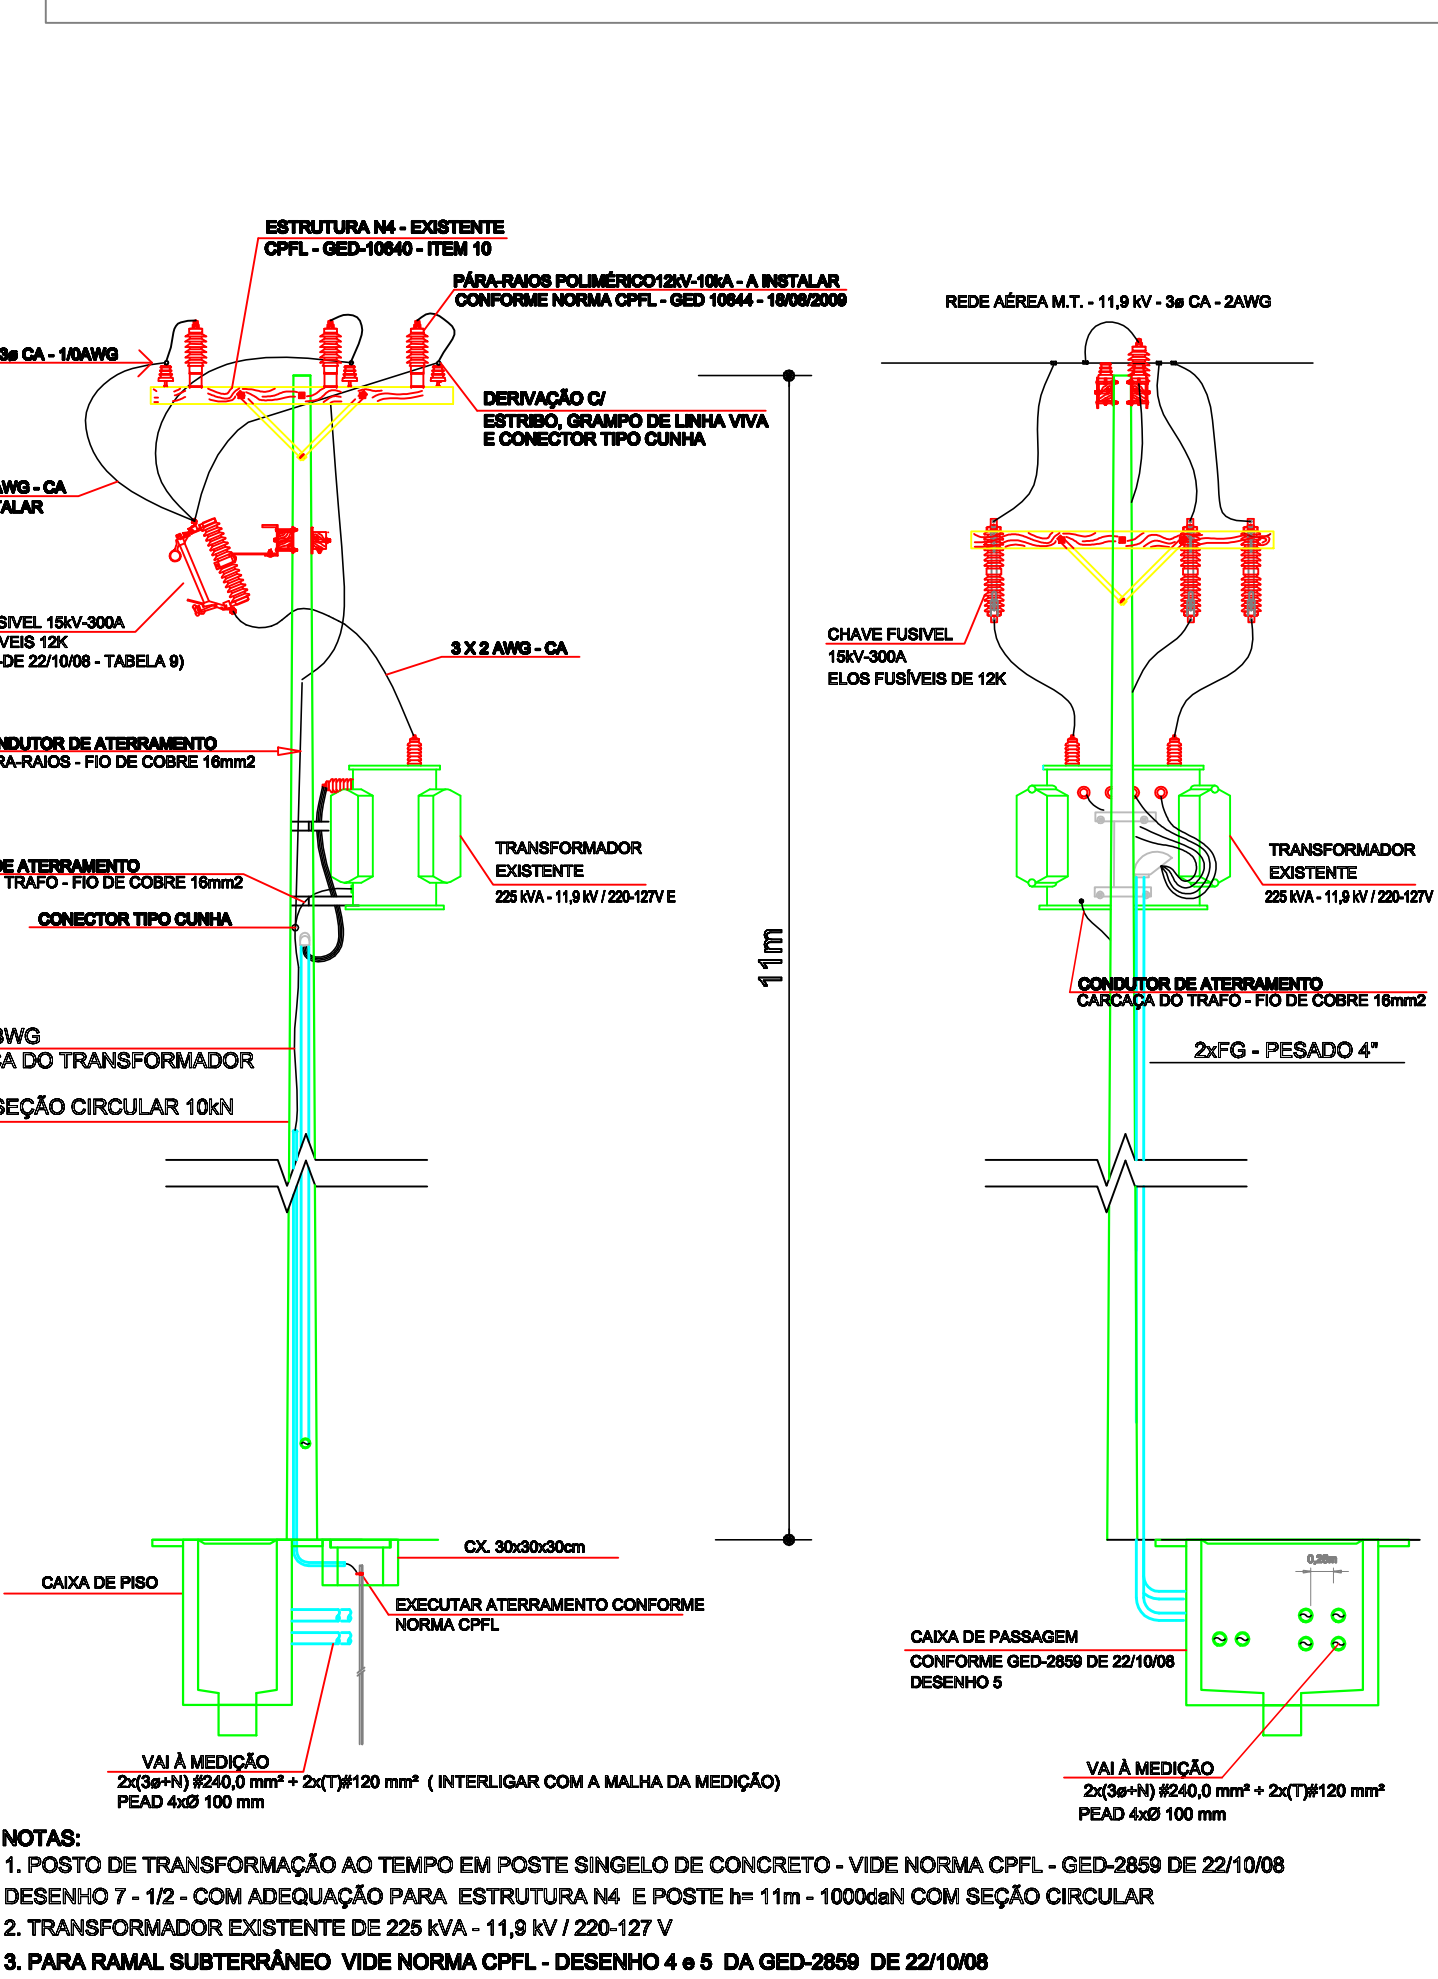 ESTRUTURA N4 - EXISTENTE
CPFL - GED-10640 - ITEM 10
PÁRA-RAIOS POLIMÉRICO12kV-10kA - A INSTALAR
CONFORME NORMA CPFL - GED 10644 - 18/06/2009
REDE AÉREA M.T. - 11,9 kV - 3ø CA - 2AWG
3ø CA - 1/0AWG
DERIVAÇÃO C/
ESTRIBO, GRAMPO DE LINHA VIVA
E CONECTOR TIPO CUNHA
AWG - CA
TALAR
SIVEL 15kV-300A
VEIS 12K
-DE 22/10/08 - TABELA 9)
3 X 2 AWG - CA
CHAVE FUSIVEL
15kV-300A
ELOS FUSÍVEIS DE 12K
NDUTOR DE ATERRAMENTO
RA-RAIOS - FIO DE COBRE 16mm2
TRANSFORMADOR
EXISTENTE
225 kVA - 11,9 kV / 220-127V E
TRANSFORMADOR
EXISTENTE
225 kVA - 11,9 kV / 220-127V
DE ATERRAMENTO
TRAFO - FIO DE COBRE 16mm2
CONECTOR TIPO CUNHA
11m
CONDUTOR DE ATERRAMENTO
CARCAÇA DO TRAFO - FIO DE COBRE 16mm2
BWG
ÇA DO TRANSFORMADOR
2xFG - PESADO 4"
SEÇÃO CIRCULAR 10kN
CX. 30x30x30cm
CAIXA DE PISO
EXECUTAR ATERRAMENTO CONFORME
NORMA CPFL
0,25m
CAIXA DE PASSAGEM
CONFORME GED-2859 DE 22/10/08
DESENHO 5
VAI À MEDIÇÃO
2x(3ø+N) #240,0 mm² + 2x(T)#120 mm² ( INTERLIGAR COM A MALHA DA MEDIÇÃO)
PEAD 4xØ 100 mm
VAI À MEDIÇÃO
2x(3ø+N) #240,0 mm² + 2x(T)#120 mm²
PEAD 4xØ 100 mm
NOTAS:
1. POSTO DE TRANSFORMAÇÃO AO TEMPO EM POSTE SINGELO DE CONCRETO - VIDE NORMA CPFL - GED-2859 DE 22/10/08
DESENHO 7 - 1/2 - COM ADEQUAÇÃO PARA ESTRUTURA N4 E POSTE h= 11m - 1000daN COM SEÇÃO CIRCULAR
2. TRANSFORMADOR EXISTENTE DE 225 kVA - 11,9 kV / 220-127 V
3. PARA RAMAL SUBTERRÂNEO VIDE NORMA CPFL - DESENHO 4 e 5 DA GED-2859 DE 22/10/08